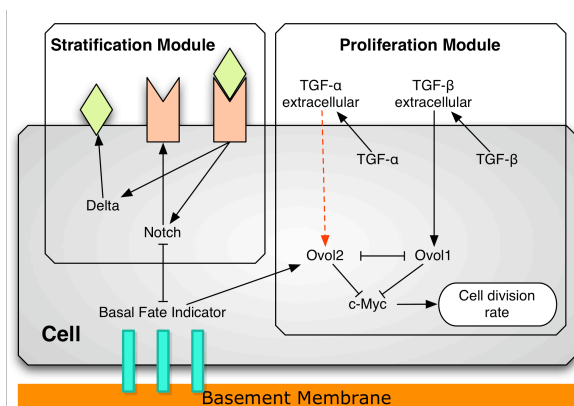 Stratification Module
Proliferation Module
TGF-α
extracellular
TGF-β
extracellular
TGF-α
TGF-β
Delta
Notch
Ovol2
Ovol1
c-Myc
Cell division
rate
Basal Fate Indicator
Cell
Basement Membrane